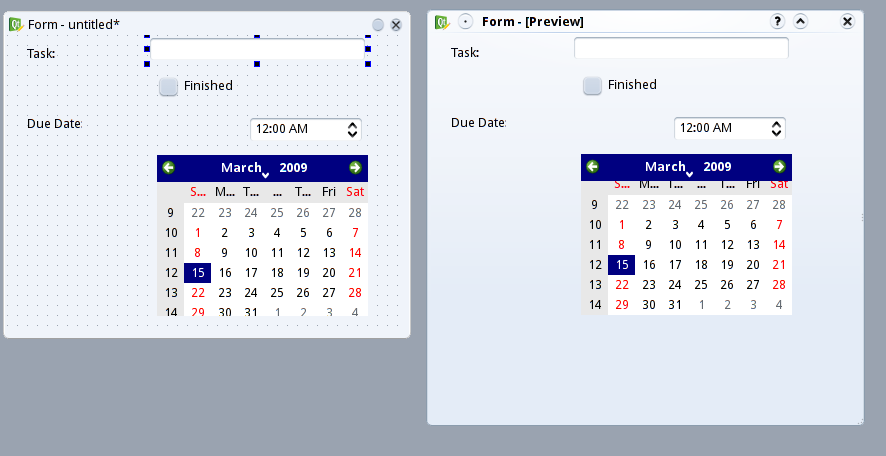 Form - untitled*
Task:
Finished
Due Date:
12:00 AM
March 2009
S... M... T... ... T... Fri Sat
9 22 23 24 25 26 27 28
10 1 2 3 4 5 6 7
11 8 9 10 11 12 13 14
12 15 16 17 18 19 20 21
13 22 23 24 25 26 27 28
14 29 30 31 1 2 3 4
Form - [Preview]
Task:
Finished
Due Date:
12:00 AM
March 2009
S... M... T... ... T... Fri Sat
9 22 23 24 25 26 27 28
10 1 2 3 4 5 6 7
11 8 9 10 11 12 13 14
12 15 16 17 18 19 20 21
13 22 23 24 25 26 27 28
14 29 30 31 1 2 3 4